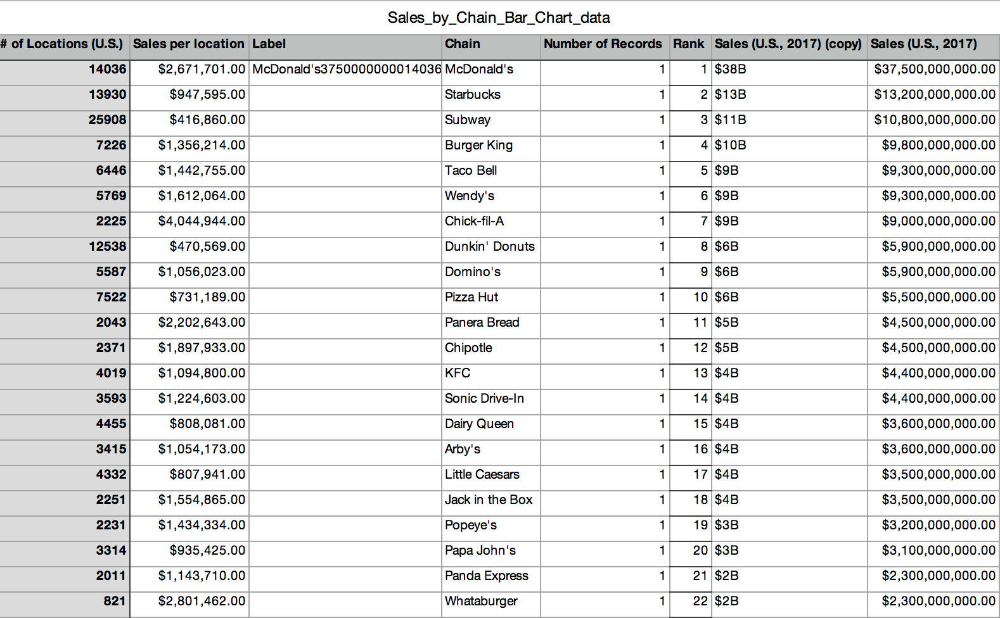 Sales_by_Chain_Bar_Chart_data
# of Locations (U.S.) Sales per location Label Chain Number of Records Rank Sales (U.S., 2017) (copy) Sales (U.S., 2017)
14036 $2,671,701.00 McDonald's3750000000014036 McDonald's 1 1 $38B $37,500,000,000.00
13930 $947,595.00 Starbucks 1 2 $13B $13,200,000,000.00
25908 $416,860.00 Subway 1 3 $11B $10,800,000,000.00
7226 $1,356,214.00 Burger King 1 4 $10B $9,800,000,000.00
6446 $1,442,755.00 Taco Bell 1 5 $9B $9,300,000,000.00
5769 $1,612,064.00 Wendy's 1 6 $9B $9,300,000,000.00
2225 $4,044,944.00 Chick-fil-A 1 7 $9B $9,000,000,000.00
12538 $470,569.00 Dunkin' Donuts 1 8 $6B $5,900,000,000.00
5587 $1,056,023.00 Domino's 1 9 $6B $5,900,000,000.00
7522 $731,189.00 Pizza Hut 1 10 $6B $5,500,000,000.00
2043 $2,202,643.00 Panera Bread 1 11 $5B $4,500,000,000.00
2371 $1,897,933.00 Chipotle 1 12 $5B $4,500,000,000.00
4019 $1,094,800.00 KFC 1 13 $4B $4,400,000,000.00
3593 $1,224,603.00 Sonic Drive-In 1 14 $4B $4,400,000,000.00
4455 $808,081.00 Dairy Queen 1 15 $4B $3,600,000,000.00
3415 $1,054,173.00 Arby's 1 16 $4B $3,600,000,000.00
4332 $807,941.00 Little Caesars 1 17 $4B $3,500,000,000.00
2251 $1,554,865.00 Jack in the Box 1 18 $4B $3,500,000,000.00
2231 $1,434,334.00 Popeye's 1 19 $3B $3,200,000,000.00
3314 $935,425.00 Papa John's 1 20 $3B $3,100,000,000.00
2011 $1,143,710.00 Panda Express 1 21 $2B $2,300,000,000.00
821 $2,801,462.00 Whataburger 1 22 $2B $2,300,000,000.00